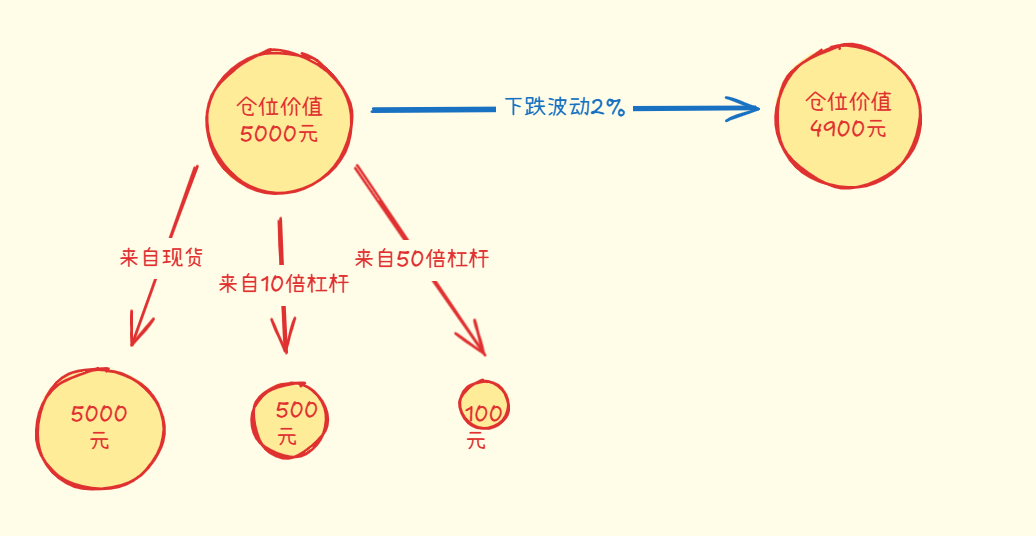 仓位价值
5000元
下跌波动2%
仓位价值
4900元
来自现货
来自10倍杠杆
来自50倍杠杆
5000
元
500
元
100
元